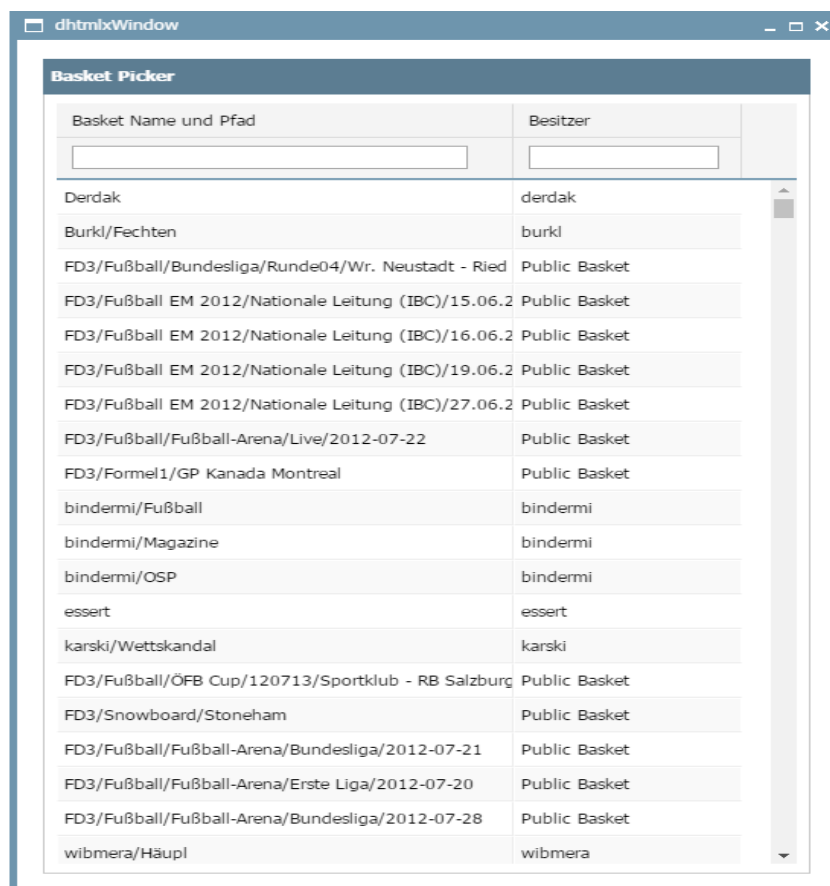 dhtmlxWindow
Basket Picker
Basket Name und Pfad Besitzer
Derdak derdak
Burkl/Fechten burkl
FD3/Fußball/Bundesliga/Runde04/Wr. Neustadt - Ried Public Basket
FD3/Fußball EM 2012/Nationale Leitung (IBC)/15.06.2 Public Basket
FD3/Fußball EM 2012/Nationale Leitung (IBC)/16.06.2 Public Basket
FD3/Fußball EM 2012/Nationale Leitung (IBC)/19.06.2 Public Basket
FD3/Fußball EM 2012/Nationale Leitung (IBC)/27.06.2 Public Basket
FD3/Fußball/Fußball-Arena/Live/2012-07-22 Public Basket
FD3/Formel1/GP Kanada Montreal Public Basket
bindermi/Fußball bindermi
bindermi/Magazine bindermi
bindermi/OSP bindermi
essert essert
karski/Wettskandal karski
FD3/Fußball/ÖFB Cup/120713/Sportklub - RB Salzburg Public Basket
FD3/Snowboard/Stoneham Public Basket
FD3/Fußball/Fußball-Arena/Bundesliga/2012-07-21 Public Basket
FD3/Fußball/Fußball-Arena/Erste Liga/2012-07-20 Public Basket
FD3/Fußball/Fußball-Arena/Bundesliga/2012-07-28 Public Basket
wibmera/Häupl wibmera